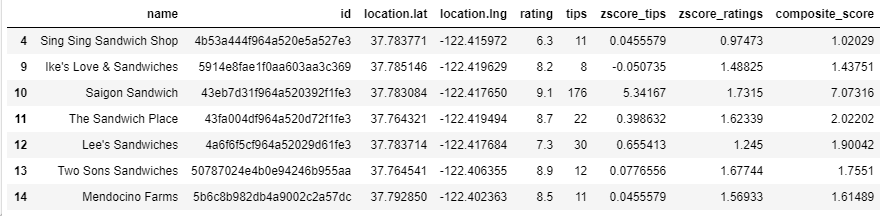 name id location.lat location.lng rating tips zscore_tips zscore_ratings composite_score
4 Sing Sing Sandwich Shop 4b53a444f964a520e5a527e3 37.783771 -122.415972 6.3 11 0.0455579 0.97473 1.02029
9 Ike's Love & Sandwiches 5914e8fae1f0aa603aa3c369 37.785146 -122.419629 8.2 8 -0.050735 1.48825 1.43751
10 Saigon Sandwich 43eb7d31f964a520392f1fe3 37.783084 -122.417650 9.1 176 5.34167 1.7315 7.07316
11 The Sandwich Place 43fa004df964a520d72f1fe3 37.764321 -122.419494 8.7 22 0.398632 1.62339 2.02202
12 Lee's Sandwiches 4a6f6f5cf964a52029d61fe3 37.783714 -122.417684 7.3 30 0.655413 1.245 1.90042
13 Two Sons Sandwiches 50787024e4b0e94246b955aa 37.764541 -122.406355 8.9 12 0.0776556 1.67744 1.7551
14 Mendocino Farms 5b6c8b982db4a9002c2a57dc 37.792850 -122.402363 8.5 11 0.0455579 1.56933 1.61489